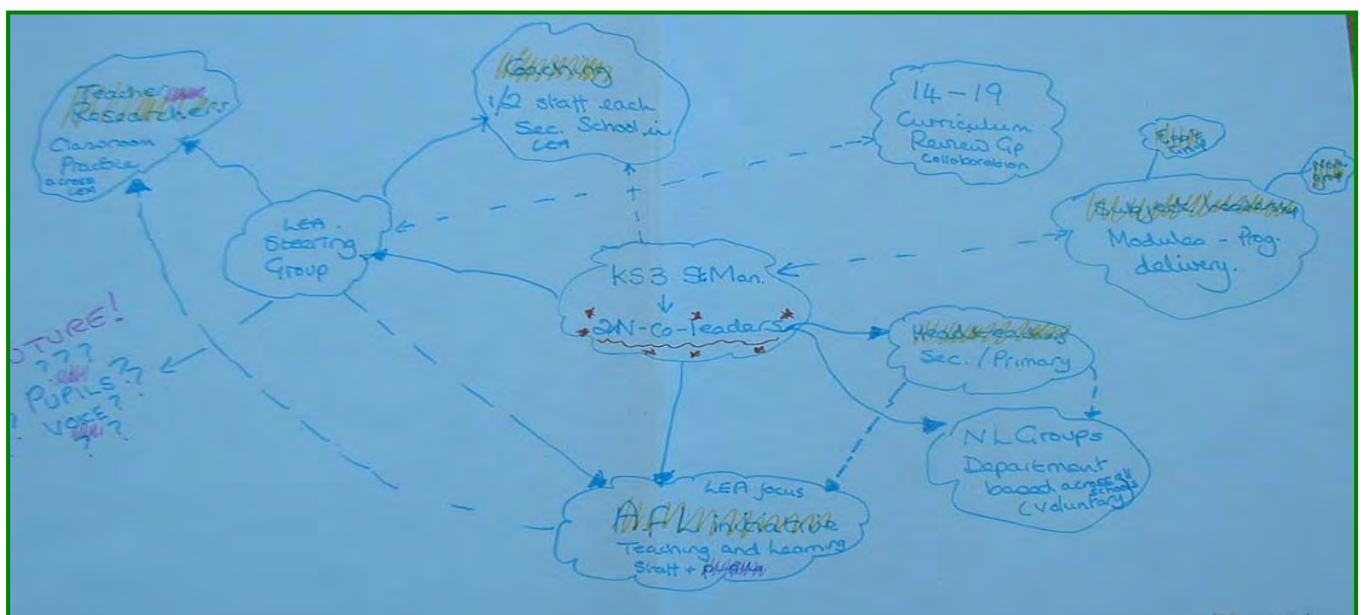 Teacher
Researchers
Classroom
Practice
across
LEA
Coaching
1/2 staff each
Sec. School in
LEA
14-19
Curriculum
Review Gp
collaboration
Modules - Prog.
delivery.
LEA.
Steering
Group
KS3 St Man.
2N-Co-leaders
Sec. / Primary
NL Groups
Department
based across all
schools
(voluntary
LEA focus
A.F.L initiative
Teaching and Learning
Staff + pupils
UTURE!
? ? ?
PUPILS ?
VOICE ?
? ?